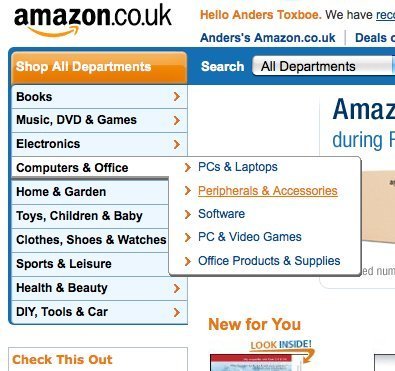 amazon.co.uk
Hello Anders Toxboe. We have rec
Anders's Amazon.co.uk
Deals o
Shop All Departments
Search
All Departments
Books
Music, DVD & Games
Electronics
Computers & Office
Home & Garden
Toys, Children & Baby
Clothes, Shoes & Watches
Sports & Leisure
Health & Beauty
DIY, Tools & Car
PCs & Laptops
Peripherals & Accessories
Software
PC & Video Games
Office Products & Supplies
Amaz
during F
ed num
New for You
LOOK INSIDE!
Check This Out